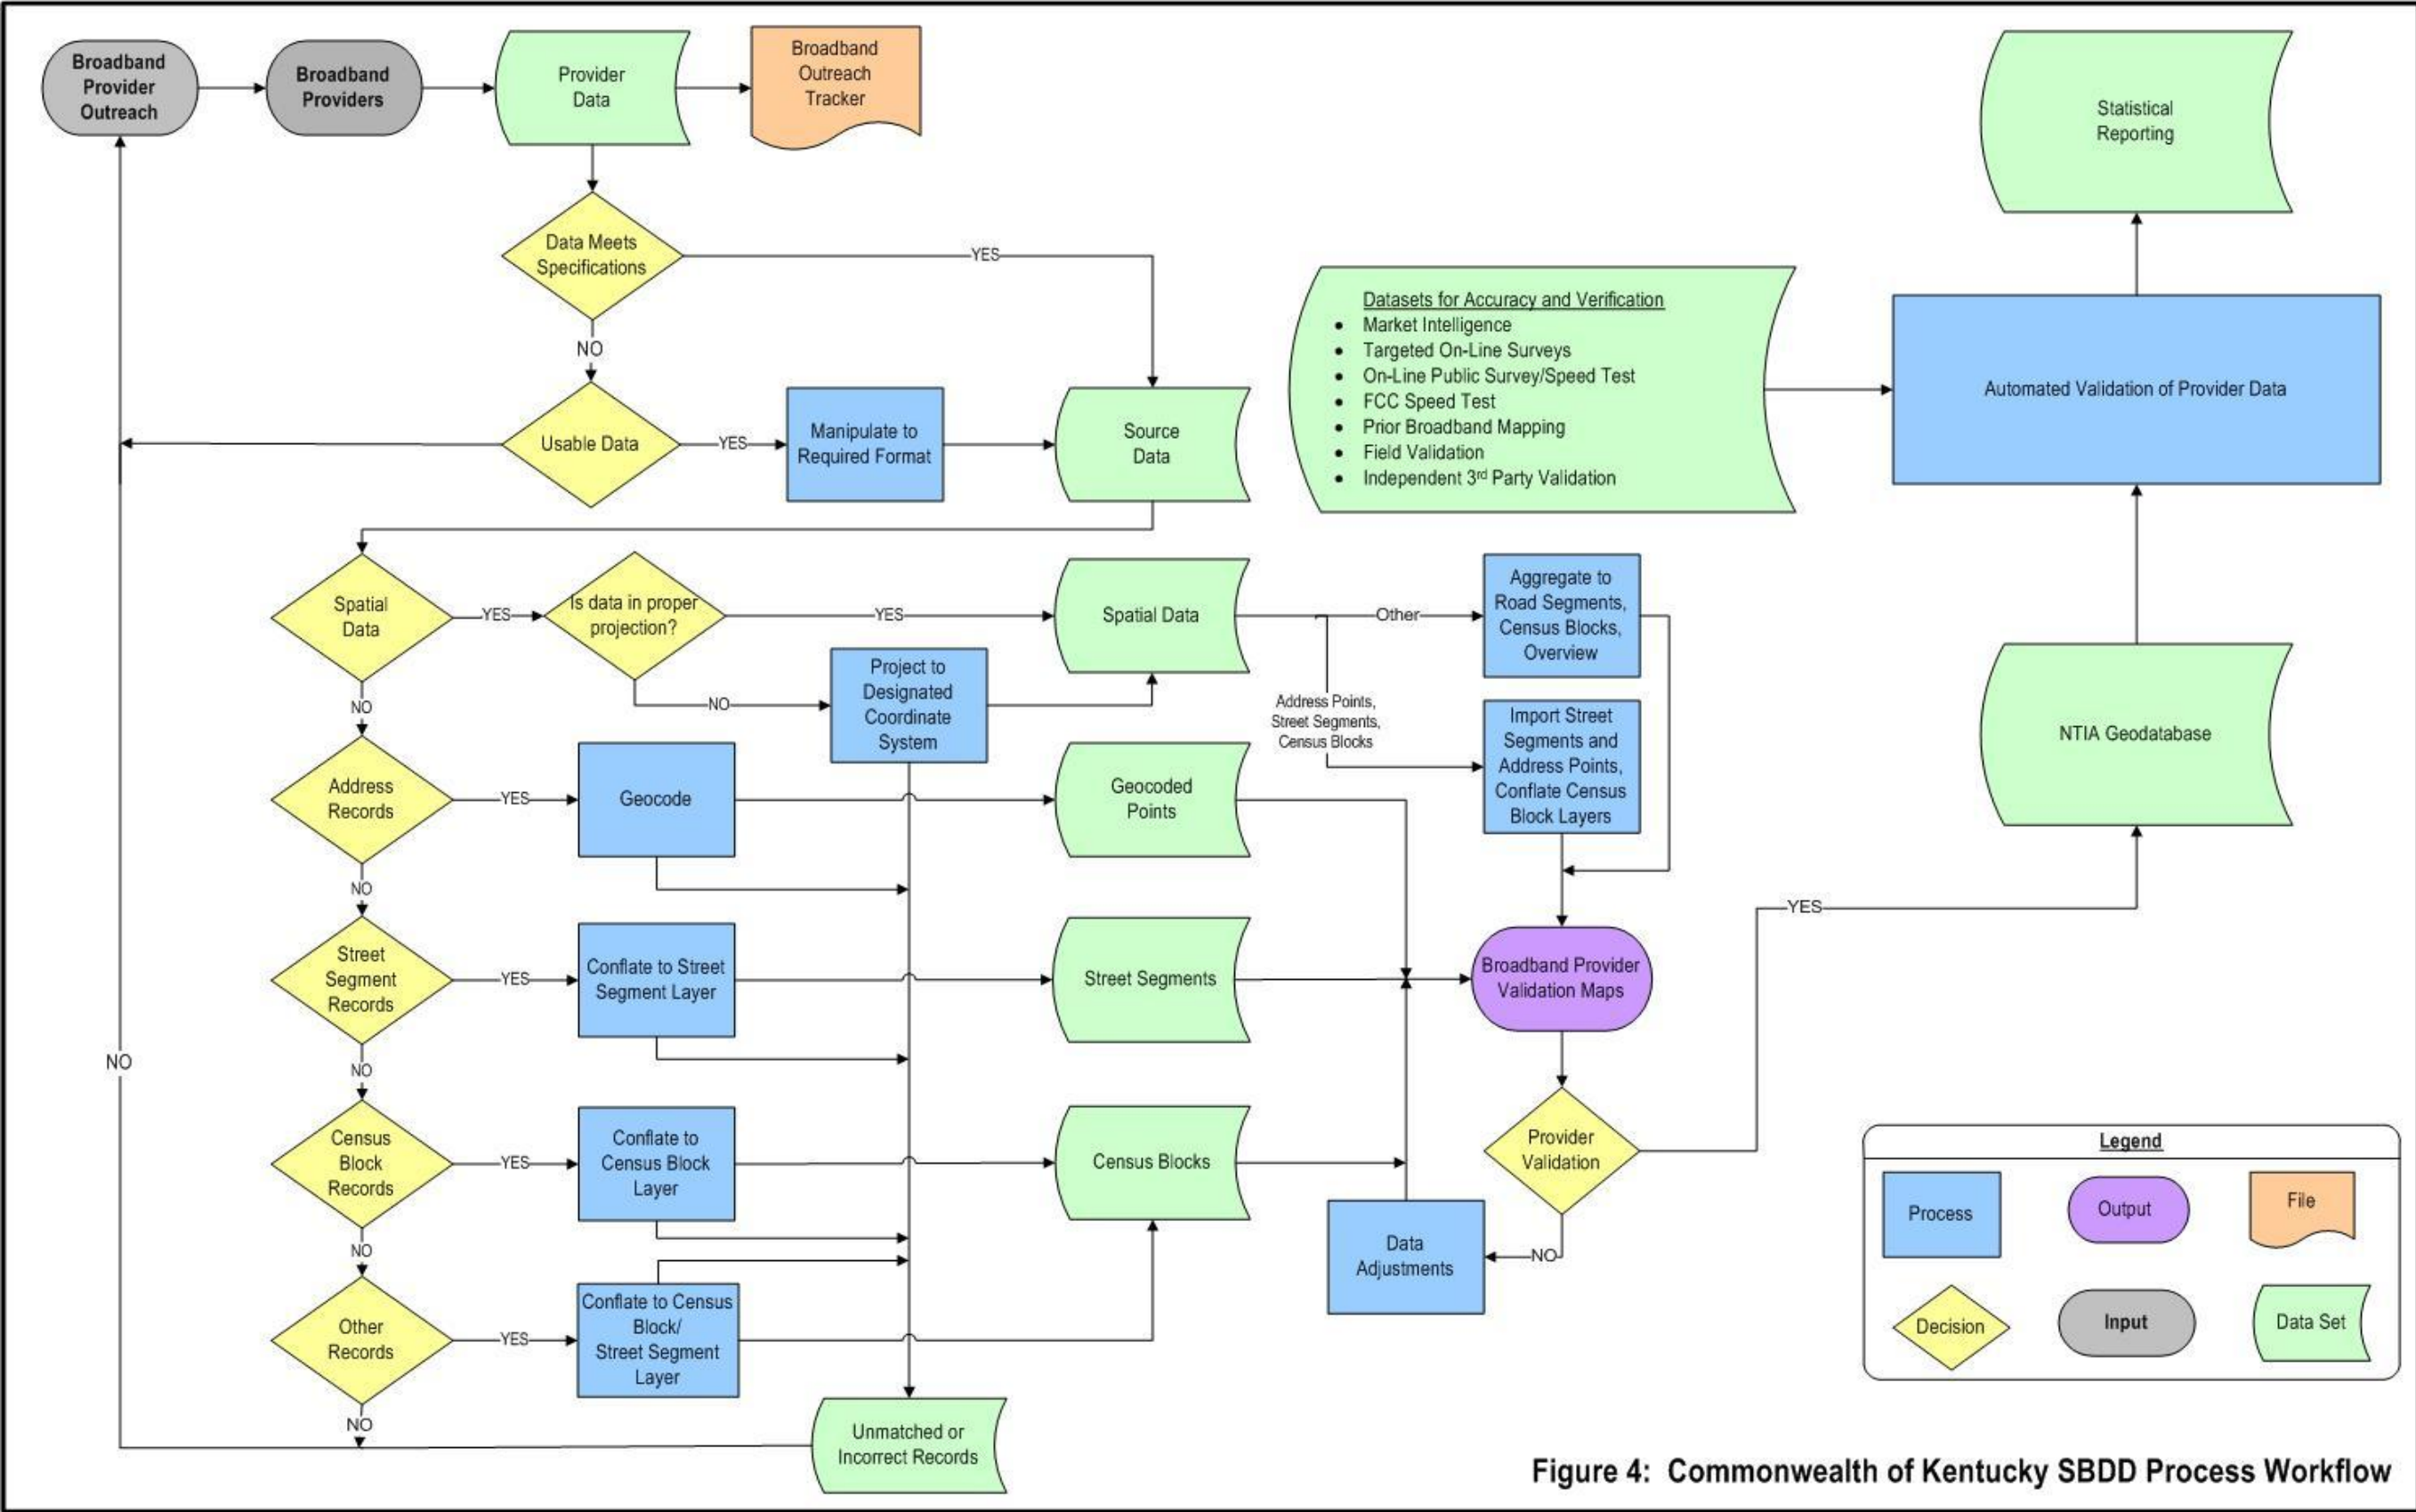 Broadband
Provider
Outreach
Broadband
Providers
Provider
Data
Broadband
Outreach
Tracker
Statistical
Reporting
Data Meets
Specifications
YES
NO
Datasets for Accuracy and Verification
• Market Intelligence
• Targeted On-Line Surveys
• On-Line Public Survey/Speed Test
• FCC Speed Test
• Prior Broadband Mapping
• Field Validation
• Independent 3rd Party Validation
Automated Validation of Provider Data
Usable Data
YES
Manipulate to
Required Format
Source
Data
Spatial
Data
YES
Is data in proper
projection?
YES
Spatial Data
Other
Aggregate to
Road Segments,
Census Blocks,
Overview
NO
NO
Project to
Designated
Coordinate
System
Address Points,
Street Segments,
Census Blocks
Import Street
Segments and
Address Points,
Conflate Census
Block Layers
NTIA Geodatabase
Address
Records
YES
Geocode
Geocoded
Points
NO
YES
Street
Segment
Records
YES
Conflate to Street
Segment Layer
Street Segments
Broadband Provider
Validation Maps
NO
NO
Census
Block
Records
YES
Conflate to
Census Block
Layer
Census Blocks
Provider
Validation
NO
NO
Data
Adjustments
Other
Records
YES
Conflate to Census
Block/
Street Segment
Layer
NO
Unmatched or
Incorrect Records
Legend
Process
Output
File
Decision
Input
Data Set
Figure 4: Commonwealth of Kentucky SBDD Process Workflow